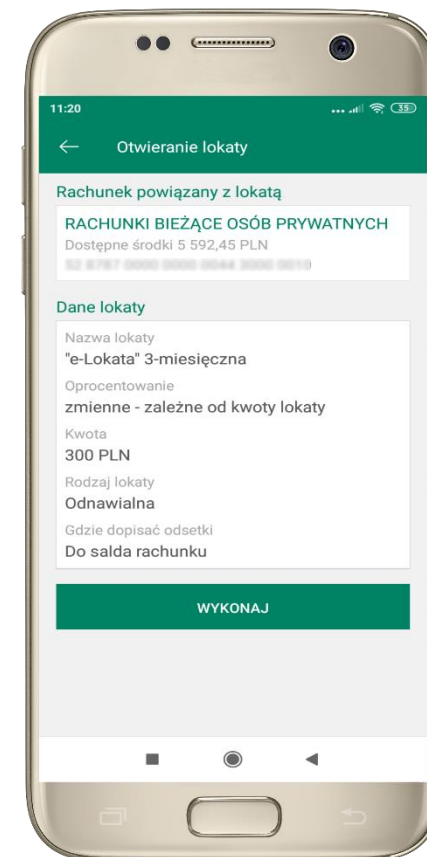 11:20
35
Otwieranie lokaty
Rachunek powiązany z lokatą
RACHUNKI BIEŻĄCE OSÓB PRYWATNYCH
Dostępne środki 5 592,45 PLN
Dane lokaty
Nazwa lokaty
"e-Lokata" 3-miesięczna
Oprocentowanie
zmienne - zależne od kwoty lokaty
Kwota
300 PLN
Rodzaj lokaty
Odnawialna
Gdzie dopisać odsetki
Do salda rachunku
WYKONAJ